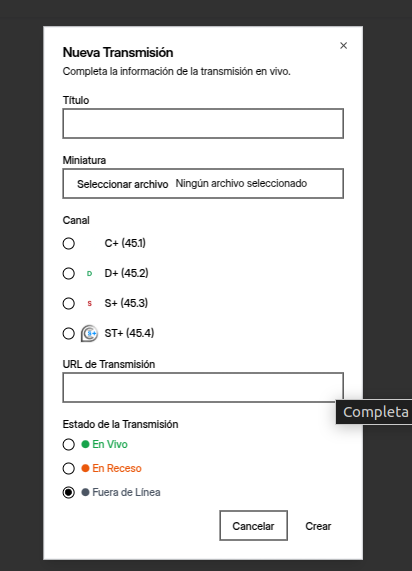 Nueva Transmisión
×
Completa la información de la transmisión en vivo.
Título
Miniatura
Seleccionar archivo Ningún archivo seleccionado
Canal
C+ (45.1)
D D+ (45.2)
S S+ (45.3)
S+ ST+ (45.4)
URL de Transmisión
Completa
Estado de la Transmisión
En Vivo
En Receso
Fuera de Línea
Cancelar Crear